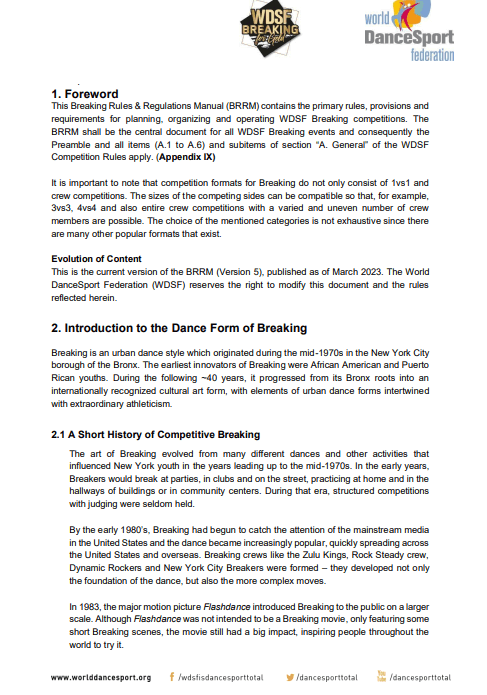 WDSF
BREAKING
for Gold
world
DanceSport
federation
1. Foreword
This Breaking Rules & Regulations Manual (BRRM) contains the primary rules, provisions and
requirements for planning, organizing and operating WDSF Breaking competitions. The
BRRM shall be the central document for all WDSF Breaking events and consequently the
Preamble and all items (A.1 to A.6) and subitems of section “A. General” of the WDSF
Competition Rules apply. (Appendix IX)
It is important to note that competition formats for Breaking do not only consist of 1vs1 and
crew competitions. The sizes of the competing sides can be compatible so that, for example,
3vs3, 4vs4 and also entire crew competitions with a varied and uneven number of crew
members are possible. The choice of the mentioned categories is not exhaustive since there
are many other popular formats that exist.
Evolution of Content
This is the current version of the BRRM (Version 5), published as of March 2023. The World
DanceSport Federation (WDSF) reserves the right to modify this document and the rules
reflected herein.
2. Introduction to the Dance Form of Breaking
Breaking is an urban dance style which originated during the mid-1970s in the New York City
borough of the Bronx. The earliest innovators of Breaking were African American and Puerto
Rican youths. During the following ~40 years, it progressed from its Bronx roots into an
internationally recognized cultural art form, with elements of urban dance forms intertwined
with extraordinary athleticism.
2.1 A Short History of Competitive Breaking
The art of Breaking evolved from many different dances and other activities that
influenced New York youth in the years leading up to the mid-1970s. In the early years,
Breakers would break at parties, in clubs and on the street, practicing at home and in the
hallways of buildings or in community centers. During that era, structured competitions
with judging were seldom held.
By the early 1980’s, Breaking had begun to catch the attention of the mainstream media
in the United States and the dance became increasingly popular, quickly spreading across
the United States and overseas. Breaking crews like the Zulu Kings, Rock Steady crew,
Dynamic Rockers and New York City Breakers were formed – they developed not only
the foundation of the dance, but also the more complex moves.
In 1983, the major motion picture Flashdance introduced Breaking to the public on a larger
scale. Although Flashdance was not intended to be a Breaking movie, only featuring some
short Breaking scenes, the movie still had a big impact, inspiring people throughout the
world to try it.
www.worlddancesport.org /wdsfisdancesporttotal /dancesporttotal /dancesporttotal